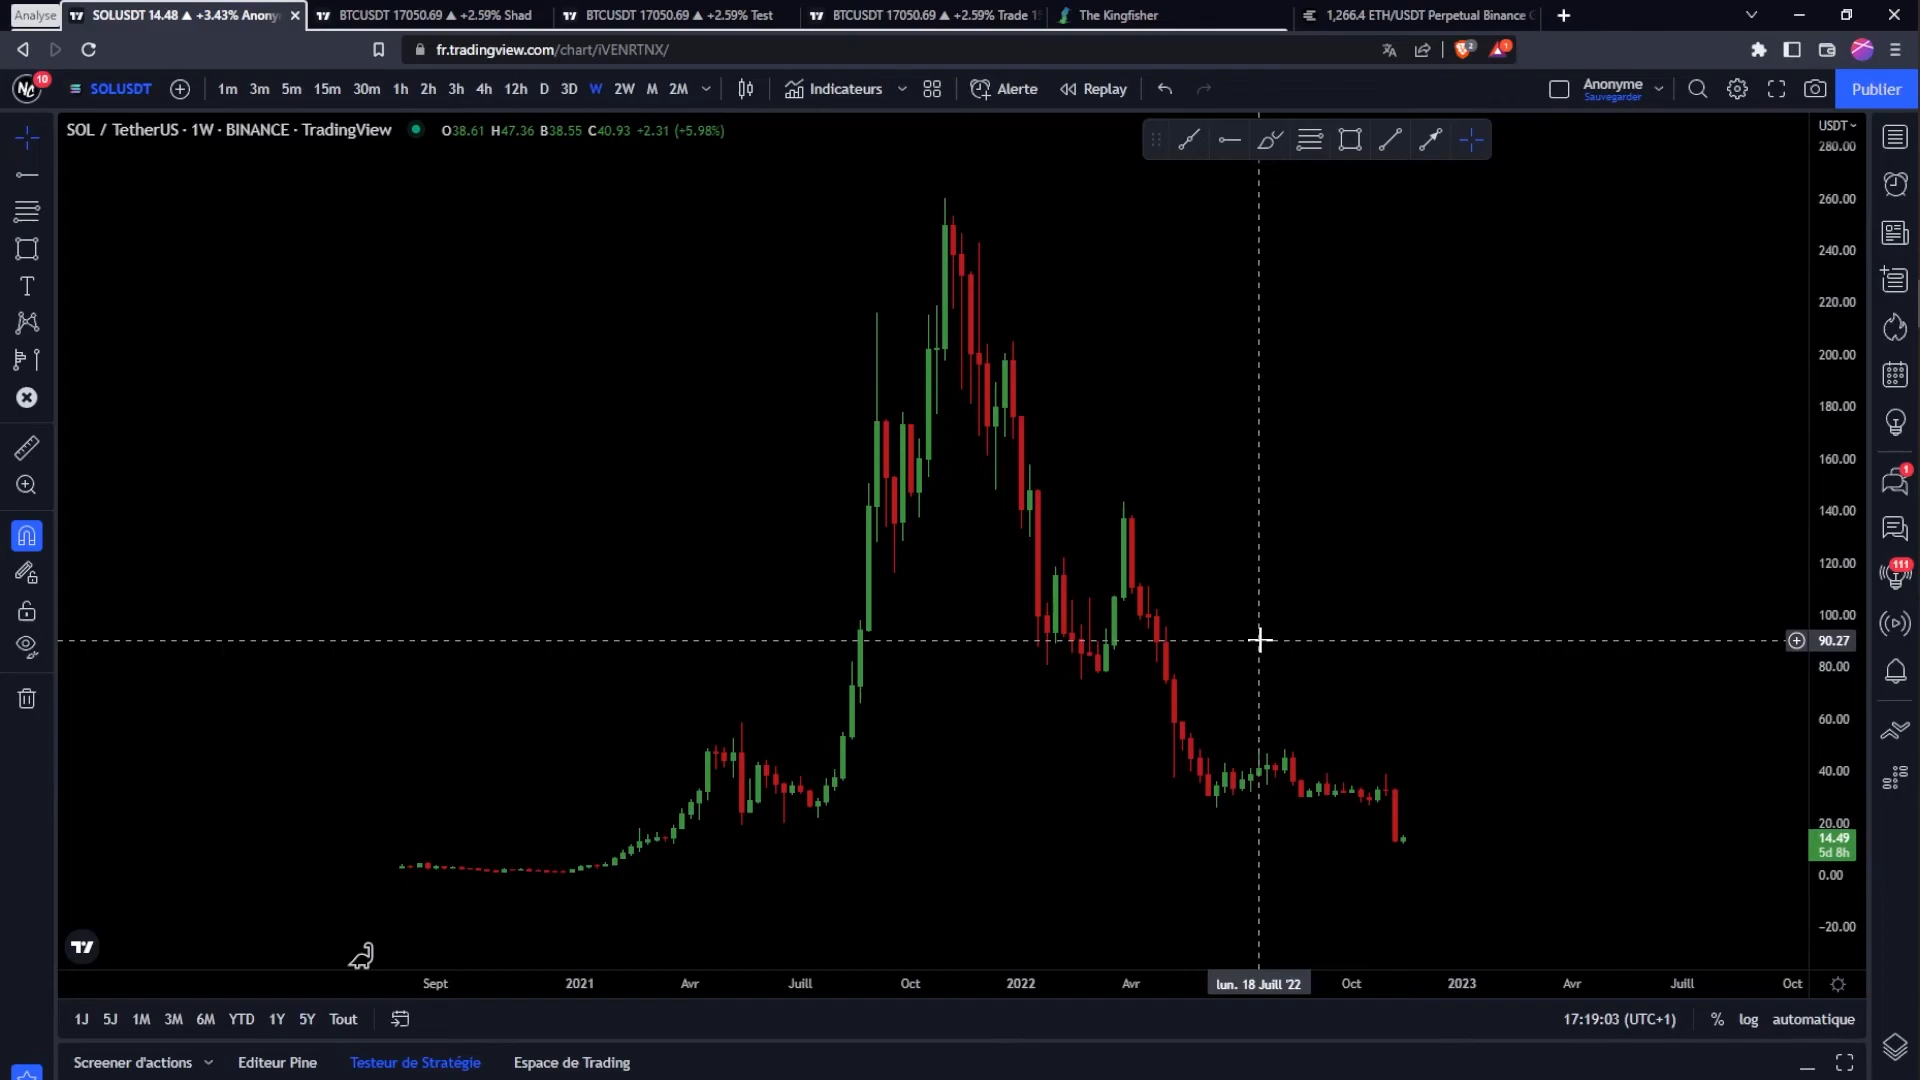 Analyse
SOLUSDT 14.48 ▲ +3.43% Anony
BTCUSDT 17050.69 ▲ +2.59% Shad
BTCUSDT 17050.69 ▲ +2.59% Test
BTCUSDT 17050.69 ▲ +2.59% Trade 1
The Kingfisher
1,266.4 ETH/USDT Perpetual Binance
fr.tradingview.com/chart/iVENRTNX/
2
1
10
SOLUSDT
1m 3m 5m 15m 30m 1h 2h 3h 4h 12h D 3D W 2W M 2M
Indicateurs
Alerte
Replay
Anonyme
Sauvegarder
Publier
SOL / TetherUS · 1W · BINANCE · TradingView
O38.61 H47.36 B38.55 C40.93 +2.31 (+5.98%)
USDT
280.00
260.00
240.00
220.00
200.00
180.00
160.00
140.00
120.00
100.00
90.27
80.00
60.00
40.00
20.00
14.49
5d 8h
0.00
−20.00
1
111
Sept 2021 Avr Juill Oct 2022 Avr lun. 18 Juill '22 Oct 2023 Avr Juill Oct
1J 5J 1M 3M 6M YTD 1Y 5Y Tout
17:19:03 (UTC+1)
% log automatique
Screener d'actions
Editeur Pine
Testeur de Stratégie
Espace de Trading